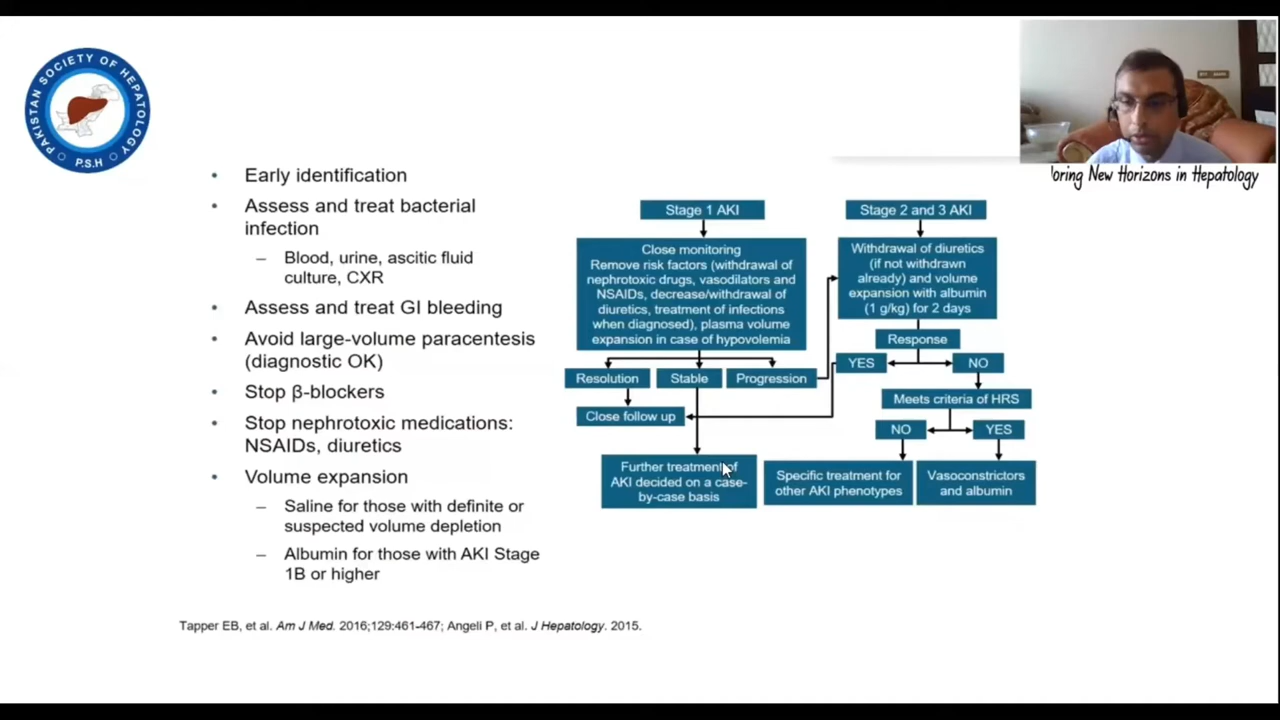 PAKISTAN SOCIETY OF HEPATOLOGY
P.S.H
loring New Horizons in Hepatology
• Early identification
• Assess and treat bacterial
infection
– Blood, urine, ascitic fluid
culture, CXR
• Assess and treat GI bleeding
• Avoid large-volume paracentesis
(diagnostic OK)
• Stop β-blockers
• Stop nephrotoxic medications:
NSAIDs, diuretics
• Volume expansion
– Saline for those with definite or
suspected volume depletion
– Albumin for those with AKI Stage
1B or higher
Stage 1 AKI
Close monitoring
Remove risk factors (withdrawal of
nephrotoxic drugs, vasodilators and
NSAIDs, decrease/withdrawal of
diuretics, treatment of infections
when diagnosed), plasma volume
expansion in case of hypovolemia
Resolution
Stable
Progression
Close follow up
Further treatment of
AKI decided on a case-
by-case basis
Stage 2 and 3 AKI
Withdrawal of diuretics
(if not withdrawn
already) and volume
expansion with albumin
(1 g/kg) for 2 days
Response
YES
NO
Meets criteria of HRS
NO
YES
Specific treatment for
other AKI phenotypes
Vasoconstrictors
and albumin
Tapper EB, et al. Am J Med. 2016;129:461-467; Angeli P, et al. J Hepatology. 2015.